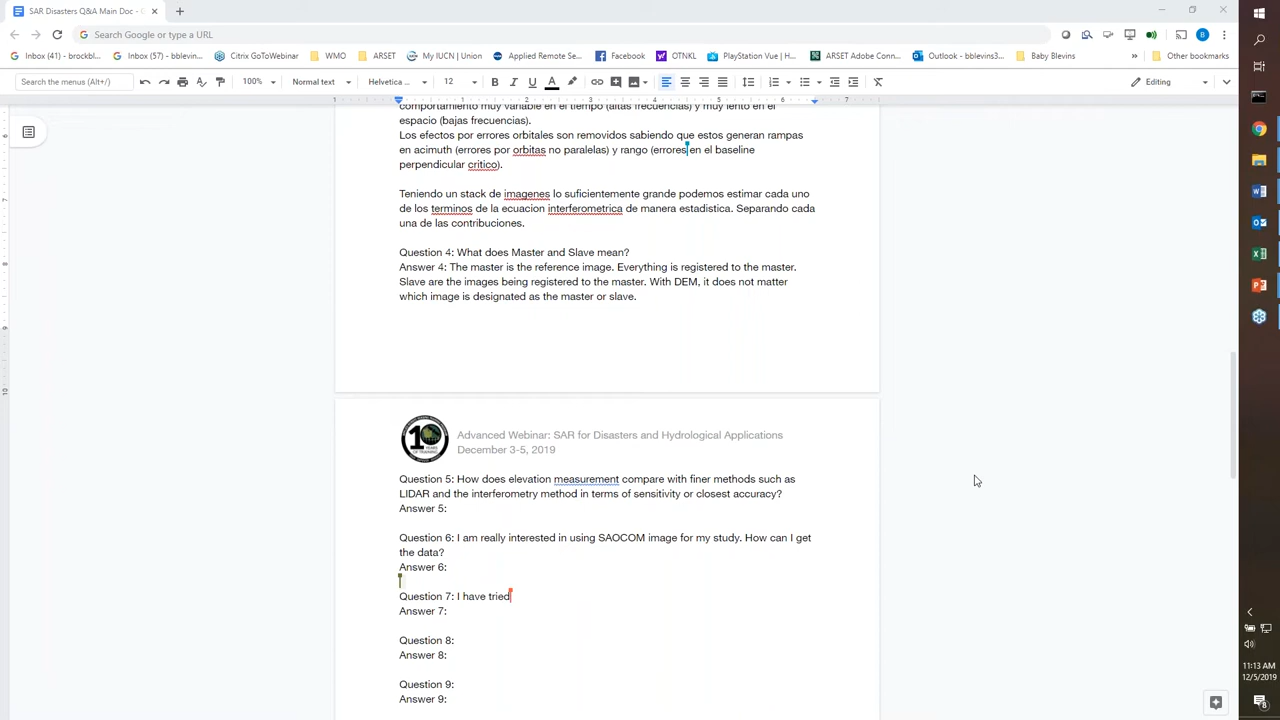 SAR Disasters Q&A Main Doc -
Search Google or type a URL
Inbox (41) - brockbl...
Inbox (57) - bblevin...
Citrix GoToWebinar
WMO
ARSET
My IUCN | Union
Applied Remote Se...
Facebook
OTNKL
PlayStation Vue | H...
ARSET Adobe Conn...
Outlook - bblevins3...
Baby Blevins
Other bookmarks
Search the menus (Alt+/)
100%
Normal text
Helvetica ...
12
Editing
1 1 2 3 4 5 6 7
comportamiento muy variable en el tiempo (altas frecuencias) y muy lento en el
espacio (bajas frecuencias).
Los efectos por errores orbitales son removidos sabiendo que estos generan rampas
en acimuth (errores por orbitas no paralelas) y rango (errores en el baseline
perpendicular critico).
Teniendo un stack de imagenes lo suficientemente grande podemos estimar cada uno
de los terminos de la ecuacion interferometrica de manera estadistica. Separando cada
una de las contribuciones.
Question 4: What does Master and Slave mean?
Answer 4: The master is the reference image. Everything is registered to the master.
Slave are the images being registered to the master. With DEM, it does not matter
which image is designated as the master or slave.
10 YEARS OF TRAINING
Advanced Webinar: SAR for Disasters and Hydrological Applications
December 3-5, 2019
Question 5: How does elevation measurement compare with finer methods such as
LIDAR and the interferometry method in terms of sensitivity or closest accuracy?
Answer 5:
Question 6: I am really interested in using SAOCOM image for my study. How can I get
the data?
Answer 6:
Question 7: I have tried
Answer 7:
Question 8:
Answer 8:
Question 9:
Answer 9:
11:13 AM
12/5/2019